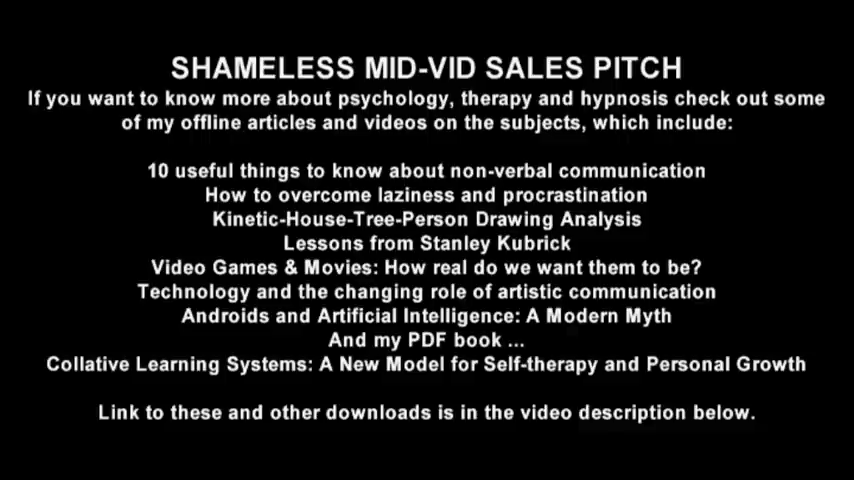 SHAMELESS MID-VID SALES PITCH
If you want to know more about psychology, therapy and hypnosis check out some
of my offline articles and videos on the subjects, which include:
10 useful things to know about non-verbal communication
How to overcome laziness and procrastination
Kinetic-House-Tree-Person Drawing Analysis
Lessons from Stanley Kubrick
Video Games & Movies: How real do we want them to be?
Technology and the changing role of artistic communication
Androids and Artificial Intelligence: A Modern Myth
And my PDF book ...
Collative Learning Systems: A New Model for Self-therapy and Personal Growth
Link to these and other downloads is in the video description below.